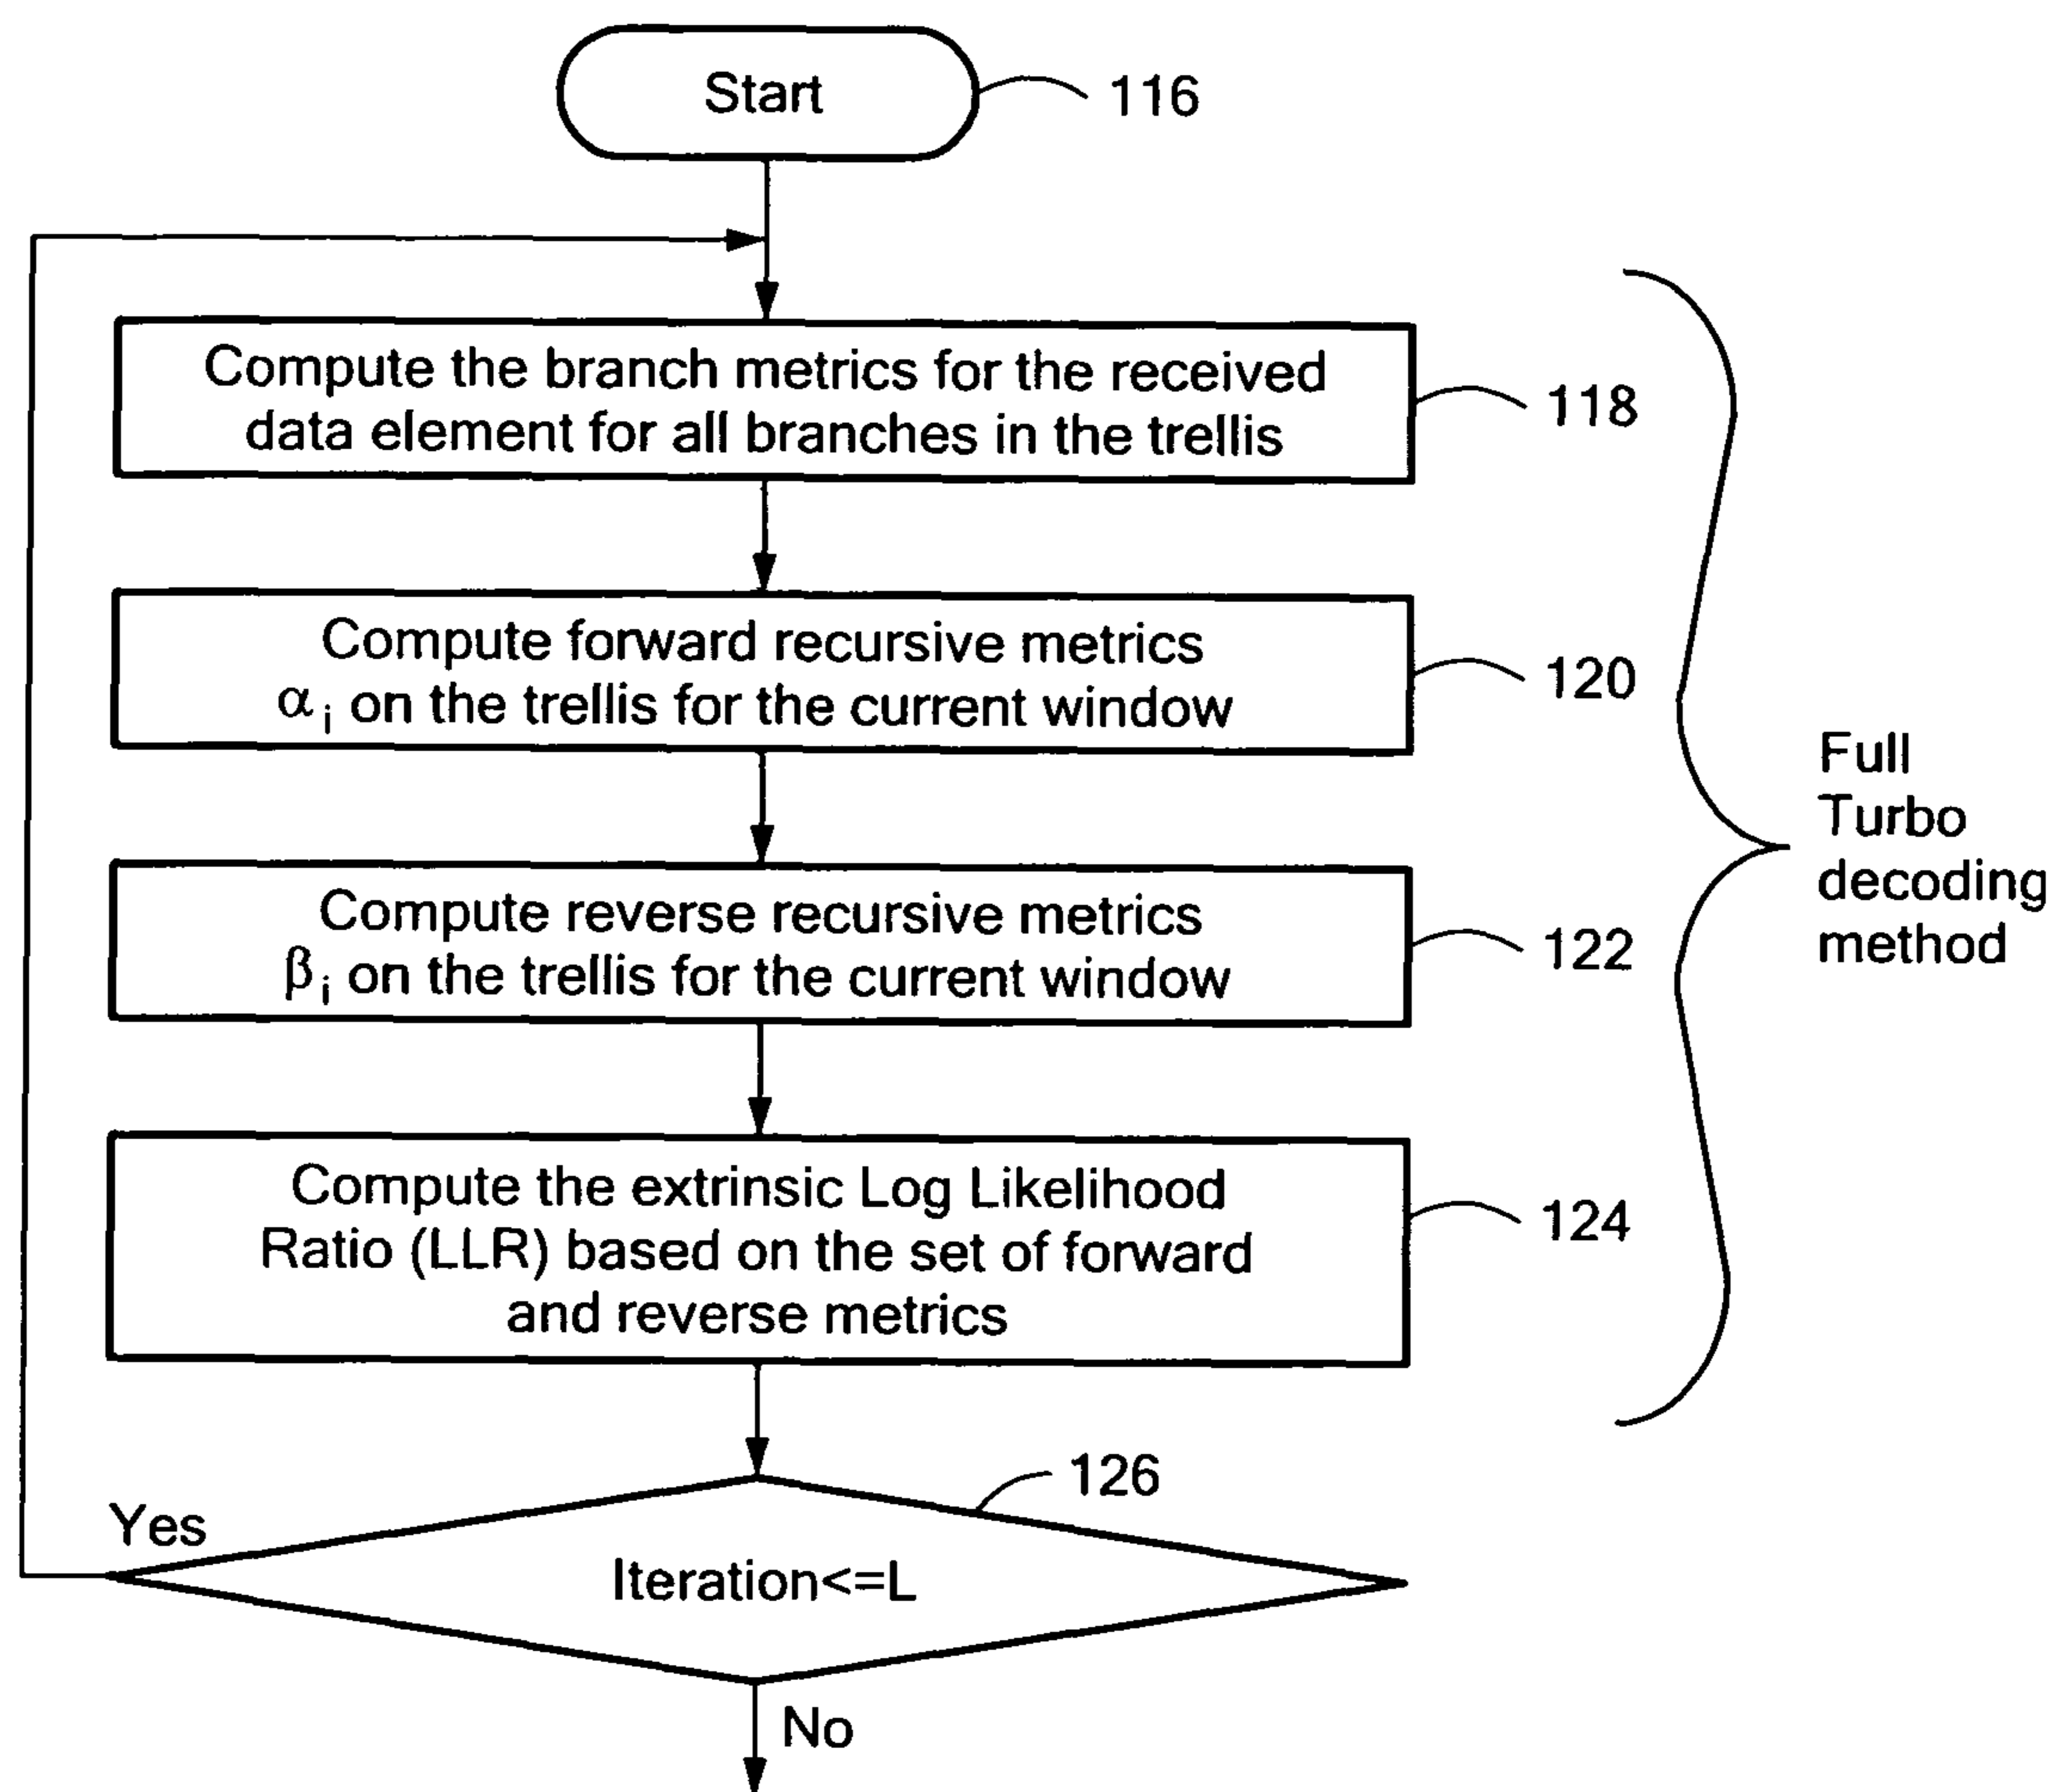 Start
116
Compute the branch metrics for the received
data element for all branches in the trellis
118
Compute forward recursive metrics
αi on the trellis for the current window
120
Compute reverse recursive metrics
βi on the trellis for the current window
122
Compute the extrinsic Log Likelihood
Ratio (LLR) based on the set of forward
and reverse metrics
124
Full
Turbo
decoding
method
126
Yes
Iteration<=L
No